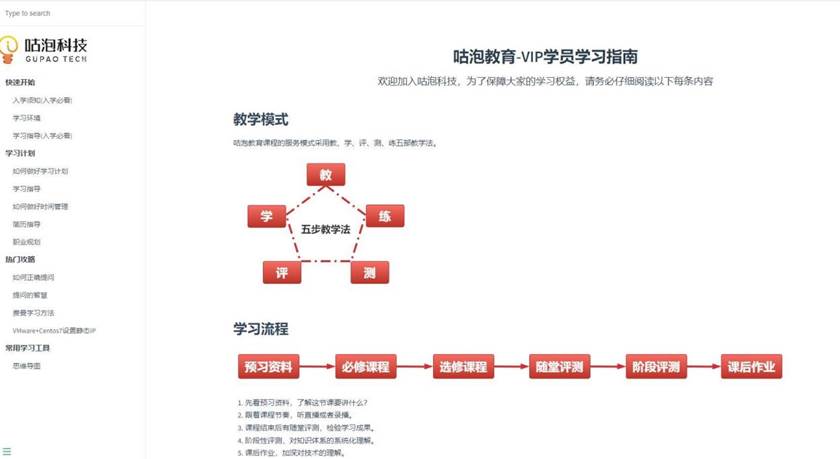 Type to search
咕泡科技
GUPAO TECH
快速开始
入学须知(入学必看)
学习环境
学习指导(入学必看)
学习计划
如何做好学习计划
学习指导
如何做好时间管理
简历指导
职业规划
热门攻略
如何正确提问
提问的智慧
费曼学习方法
VMware+Centos7设置静态IP
常用学习工具
思维导图
咕泡教育-VIP学员学习指南
欢迎加入咕泡科技，为了保障大家的学习权益，请务必仔细阅读以下每条内容
教学模式
咕泡教育课程的服务模式采用教、学、评、测、练五部教学法。
教
学
练
五步教学法
评
测
学习流程
预习资料
必修课程
选修课程
随堂评测
阶段评测
课后作业
1. 先看预习资料，了解这节课要讲什么？
2. 跟着课程节奏，听直播或者录播。
3. 课程结束后有随堂评测，检验学习成果。
4. 阶段性评测，对知识体系的系统化理解。
5. 课后作业，加深对技术的理解。